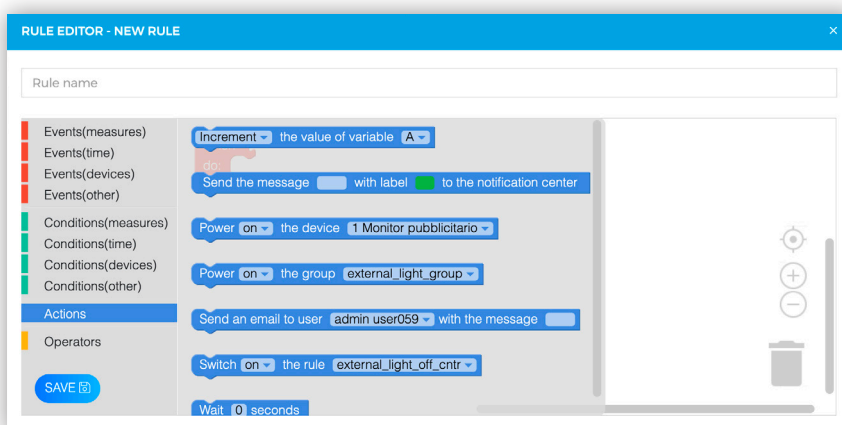 RULE EDITOR - NEW RULE
×
Rule name
Events(measures)
Events(time)
Events(devices)
Events(other)
Conditions(measures)
Conditions(time)
Conditions(devices)
Conditions(other)
Actions
Operators
SAVE
Increment the value of variable A
do:
Send the message with label to the notification center
Power on the device 1 Monitor pubblicitario
Power on the group external_light_group
Send an email to user admin user059 with the message
Switch on the rule external_light_off_cntr
Wait 0 seconds